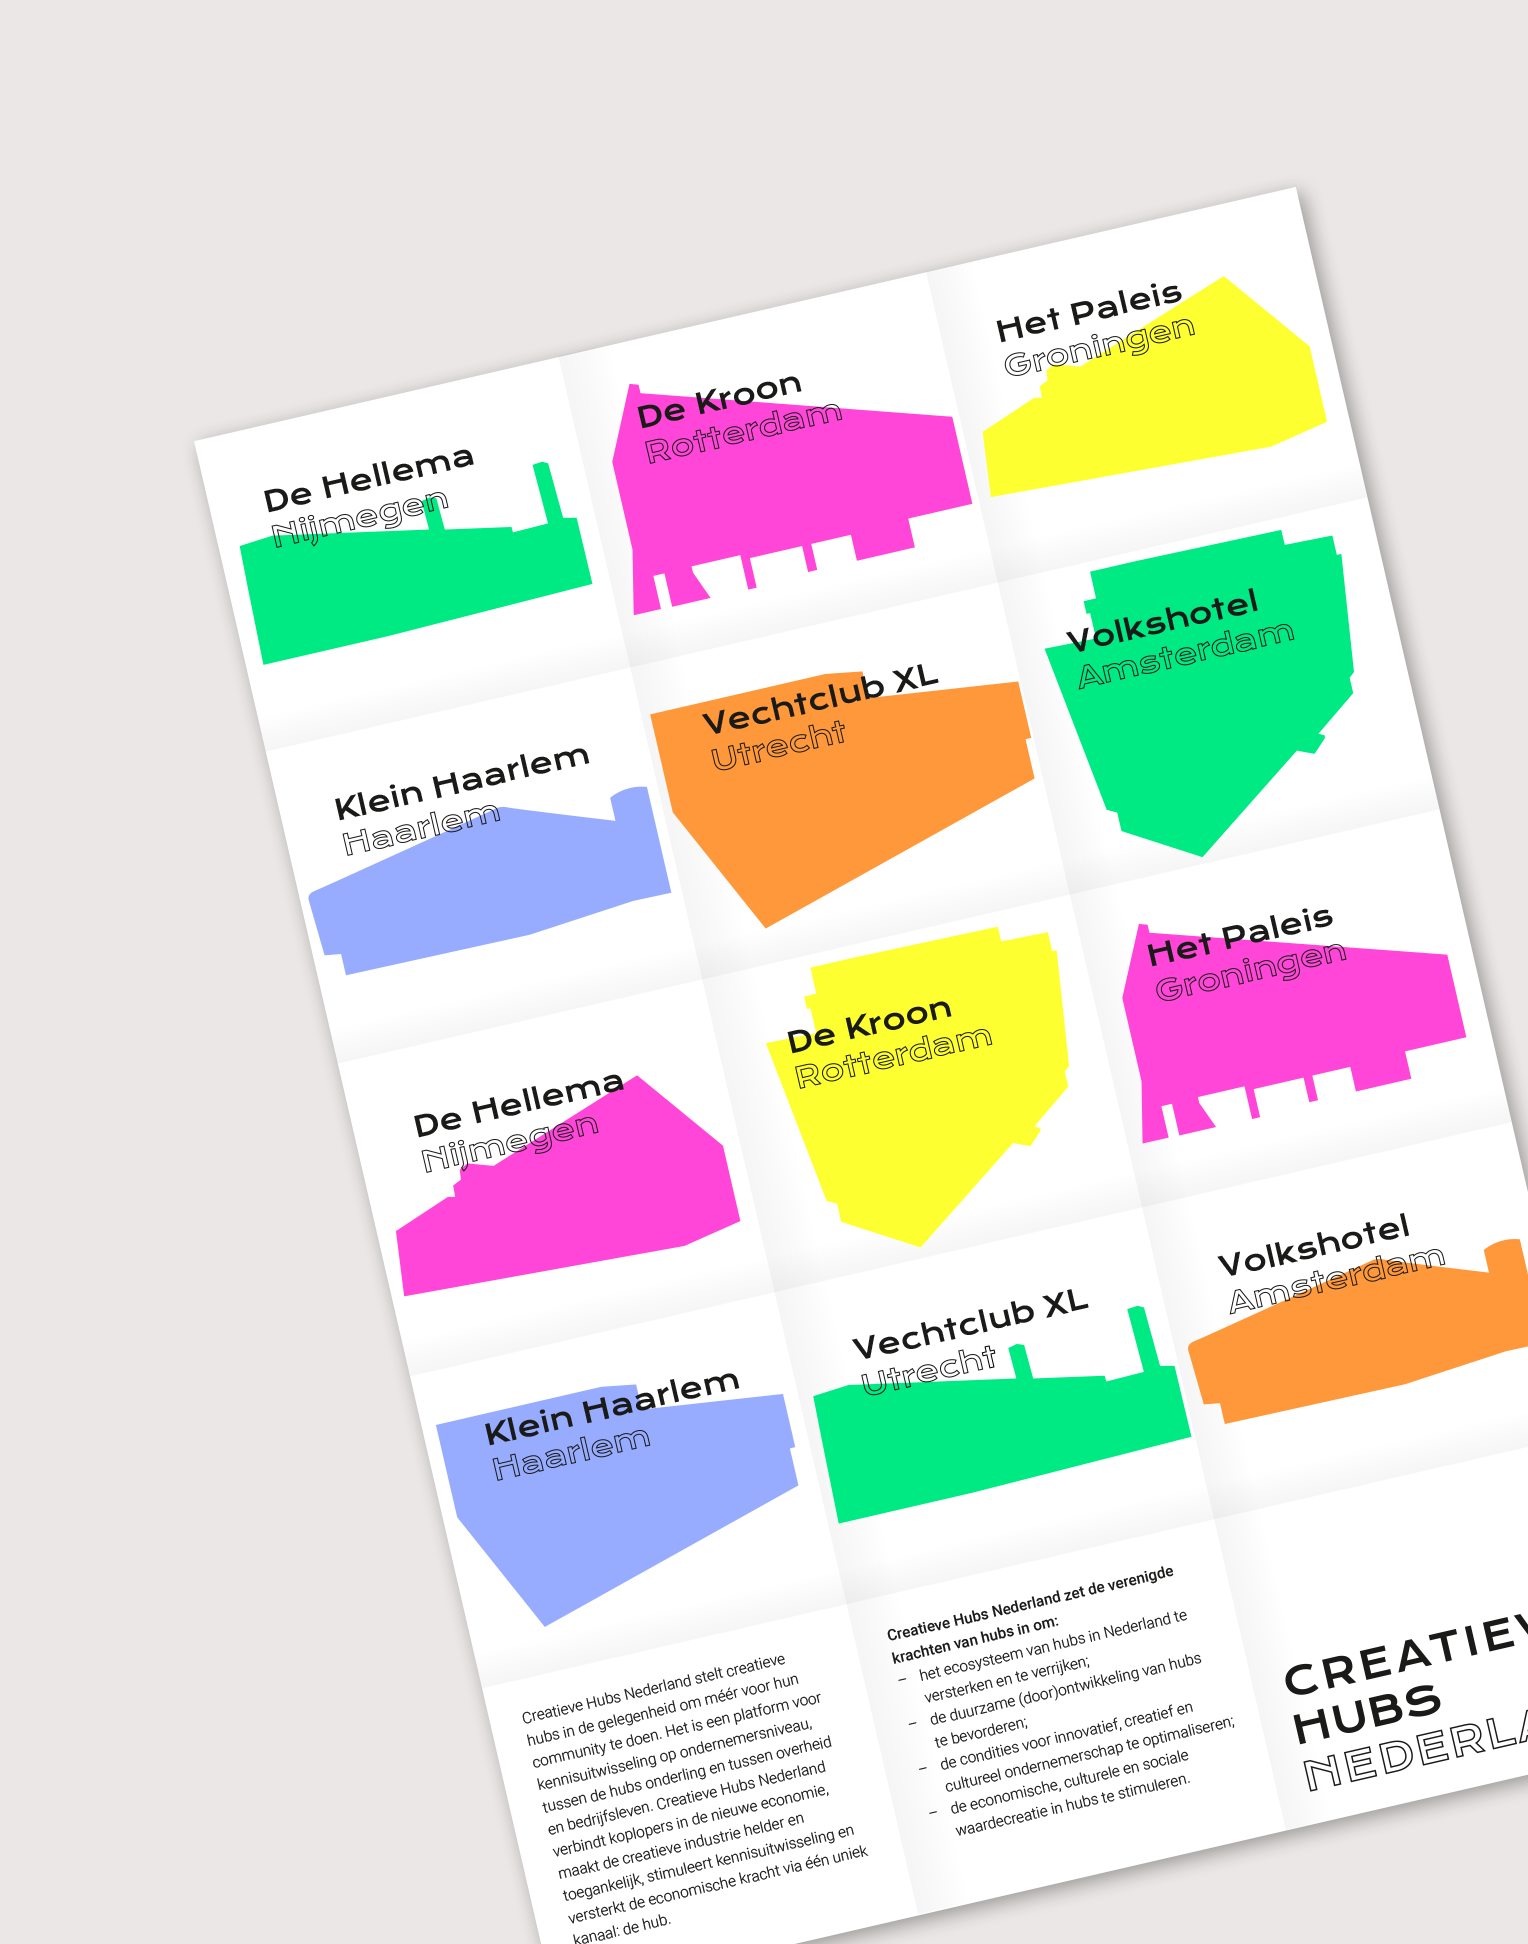 De Hellema
Nijmegen
De Kroon
Rotterdam
Het Paleis
Groningen
Klein Haarlem
Haarlem
Vechtclub XL
Utrecht
Volkshotel
Amsterdam
De Hellema
Nijmegen
De Kroon
Rotterdam
Het Paleis
Groningen
Klein Haarlem
Haarlem
Vechtclub XL
Utrecht
Volkshotel
Amsterdam
Creatieve Hubs Nederland stelt creatieve
hubs in de gelegenheid om méér voor hun
community te doen. Het is een platform voor
kennisuitwisseling op ondernemersniveau,
tussen de hubs onderling en tussen overheid
en bedrijfsleven. Creatieve Hubs Nederland
verbindt koplopers in de nieuwe economie,
maakt de creatieve industrie helder en
toegankelijk, stimuleert kennisuitwisseling en
versterkt de economische kracht via één uniek
kanaal: de hub.
Creatieve Hubs Nederland zet de verenigde
krachten van hubs in om:
– het ecosysteem van hubs in Nederland te
versterken en te verrijken;
– de duurzame (door)ontwikkeling van hubs
te bevorderen;
– de condities voor innovatief, creatief en
cultureel ondernemerschap te optimaliseren;
– de economische, culturele en sociale
waardecreatie in hubs te stimuleren.
CREATIEV
HUBS
NEDERLA